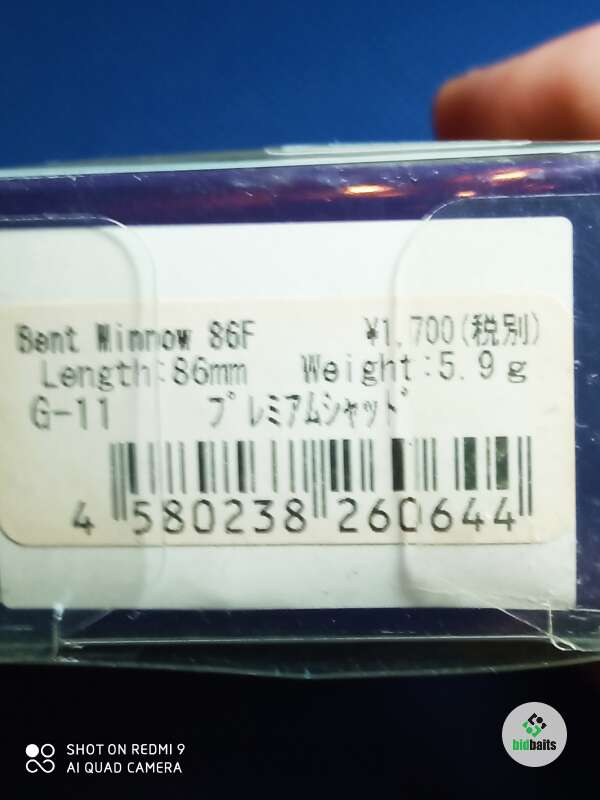 Bent Minnow 86F ¥1,700(税別)
Length:86mm Weight:5.9g
G-11 プレミアムシャッド
4 580238 260644
SHOT ON REDMI 9
AI QUAD CAMERA
bidbaits